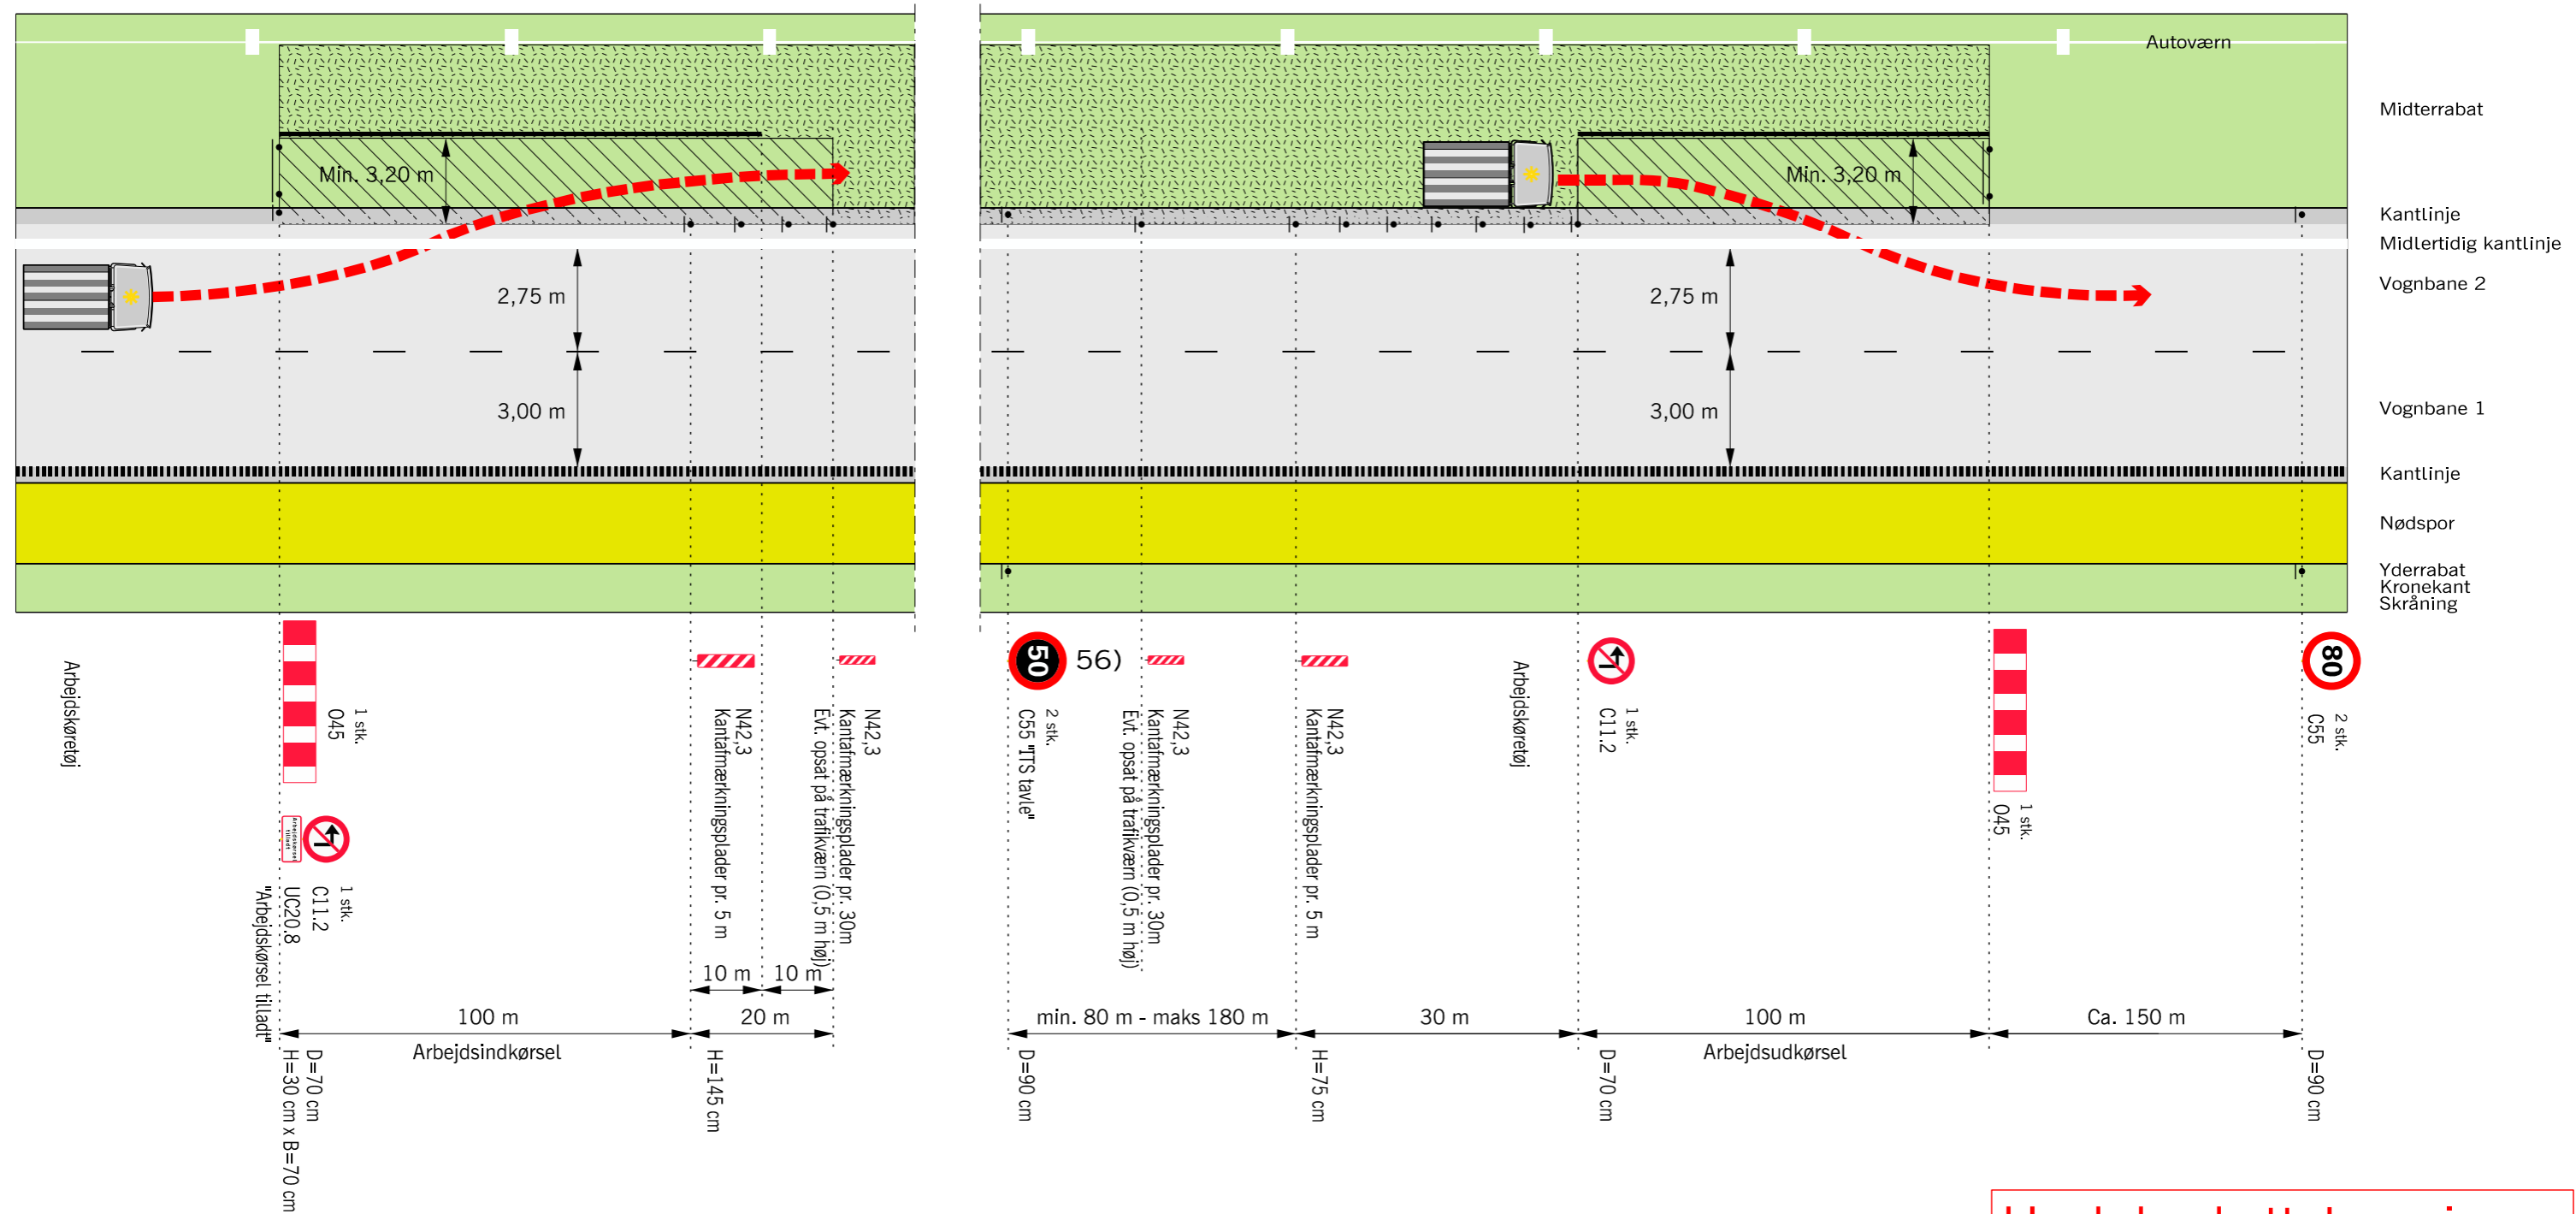 Autoværn
Midterrabat
Kantlinje
Midlertidig kantlinje
Vognbane 2
Vognbane 1
Kantlinje
Nødspor
Yderrabat
Kronekant
Skråning
Min. 3,20 m
Min. 3,20 m
2,75 m
2,75 m
3,00 m
3,00 m
Arbejdskøretøj
1 stk.
O45
Arbejdskørsel
tilladt
1 stk.
C11.2
UC20.8
"Arbejdskørsel tilladt"
N42,3
Kantafmærkningsplader pr. 5 m
N42,3
Kantafmærkningsplader pr. 30m
Evt. opsat på trafikværn (0,5 m høj)
50
56)
2 stk.
C55 "ITS tavle"
N42,3
Kantafmærkningsplader pr. 30m
Evt. opsat på trafikværn (0,5 m høj)
N42,3
Kantafmærkningsplader pr. 5 m
Arbejdskøretøj
1 stk.
C11.2
1 stk.
O45
80
2 stk.
C55
10 m
10 m
100 m
20 m
min. 80 m - maks 180 m
30 m
100 m
Ca. 150 m
Arbejdsindkørsel
Arbejdsudkørsel
D=70 cm
H=30 cm x B=70 cm
H=145 cm
D=90 cm
H=75 cm
D=70 cm
D=90 cm